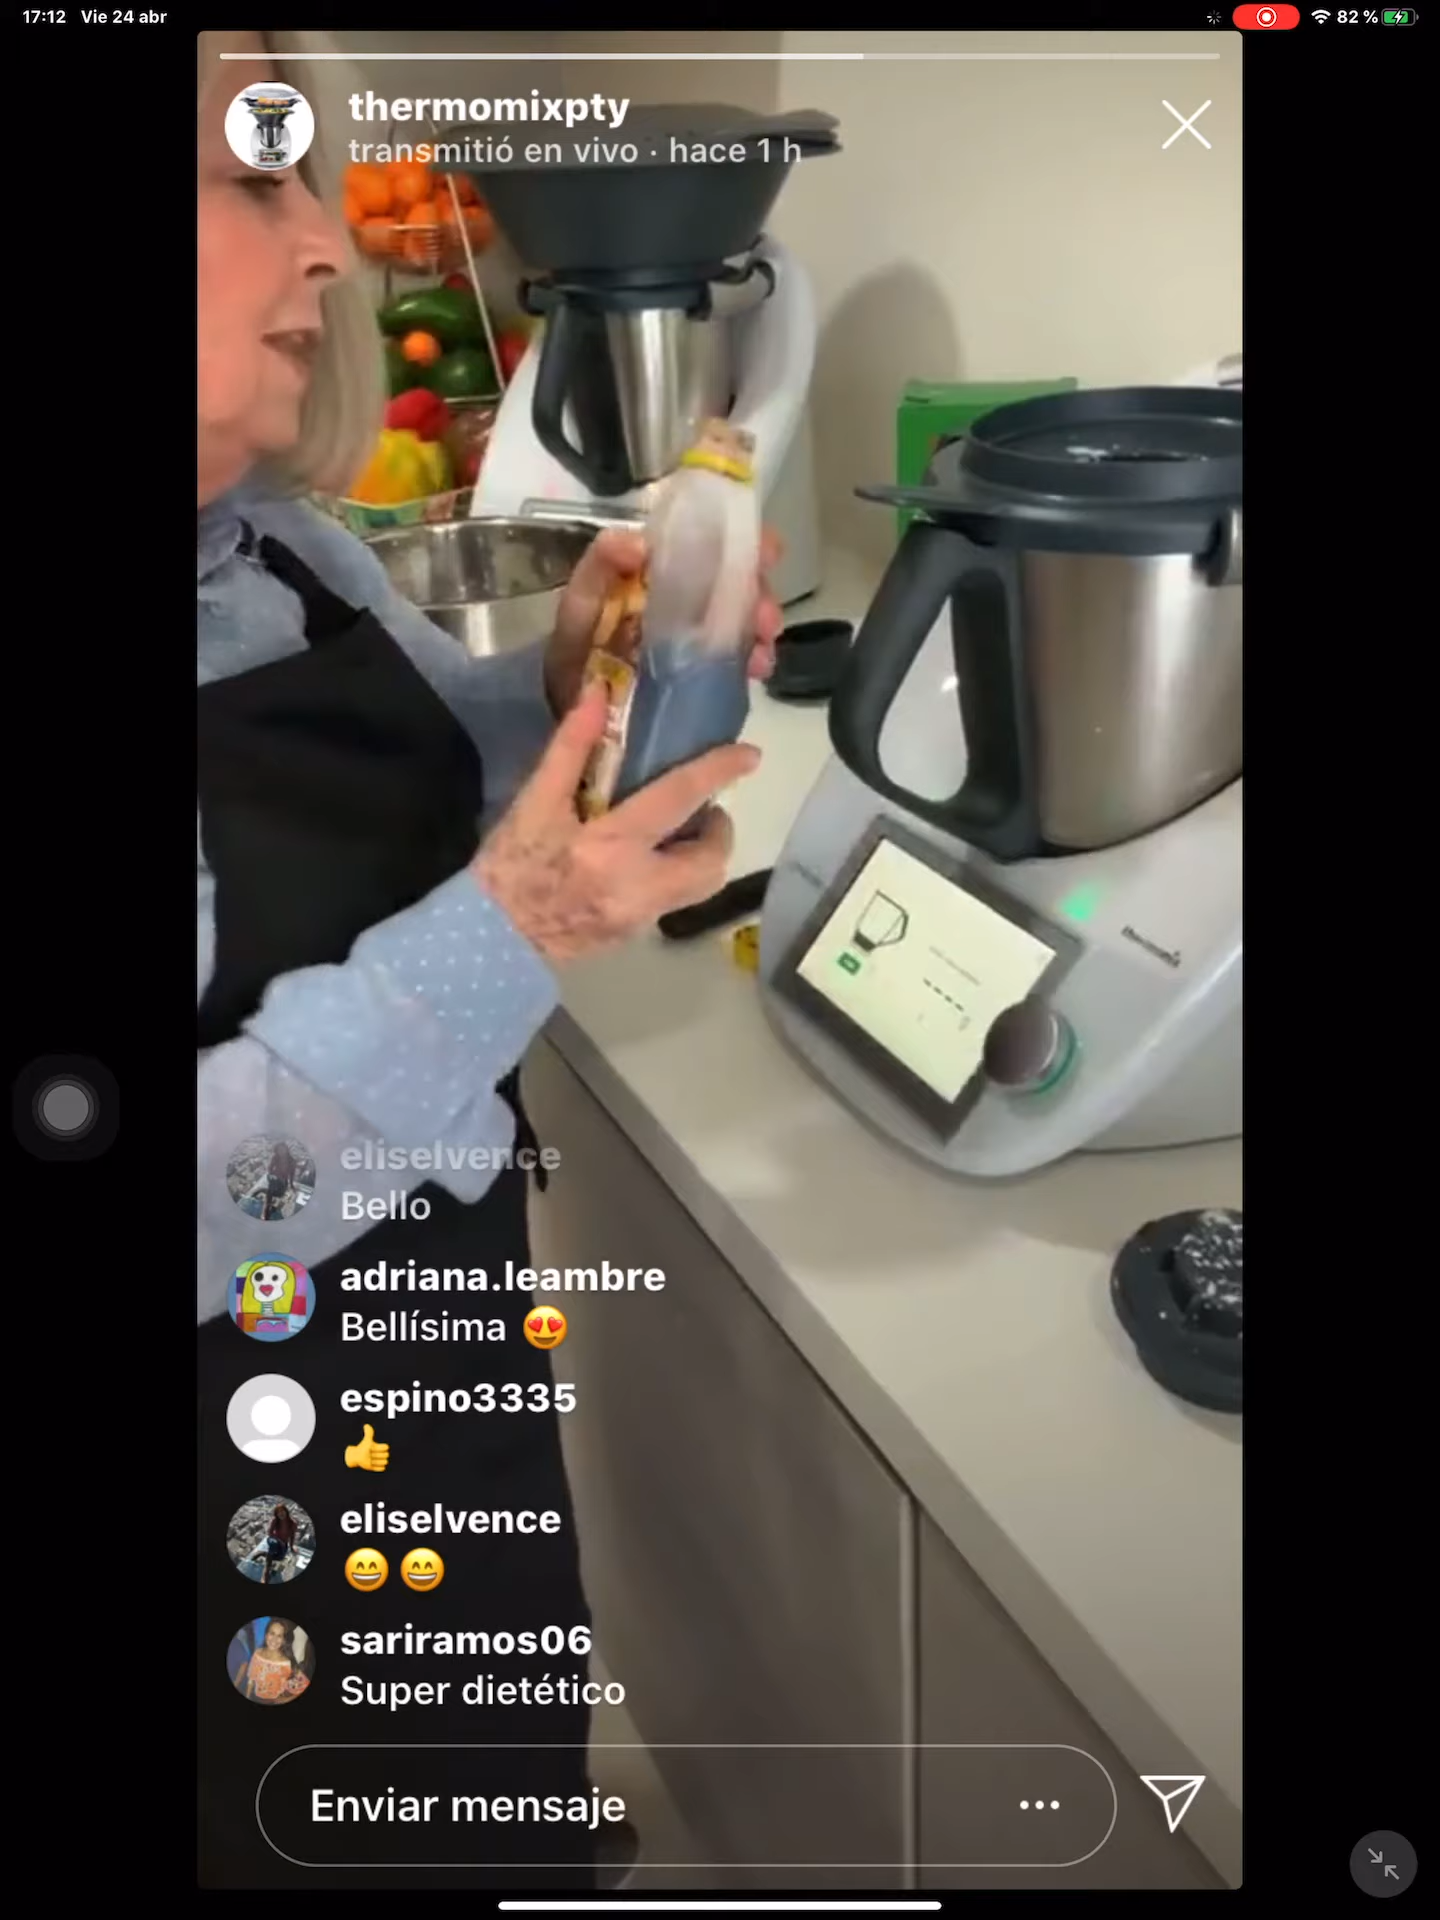 17:12 Vie 24 abr
82 %
thermomixpty
transmitió en vivo · hace 1 h
eliselvence
Bello
adriana.leambre
Bellísima 😍
espino3335
👍
eliselvence
😄 😄
sariramos06
Super dietético
Enviar mensaje
thermomix